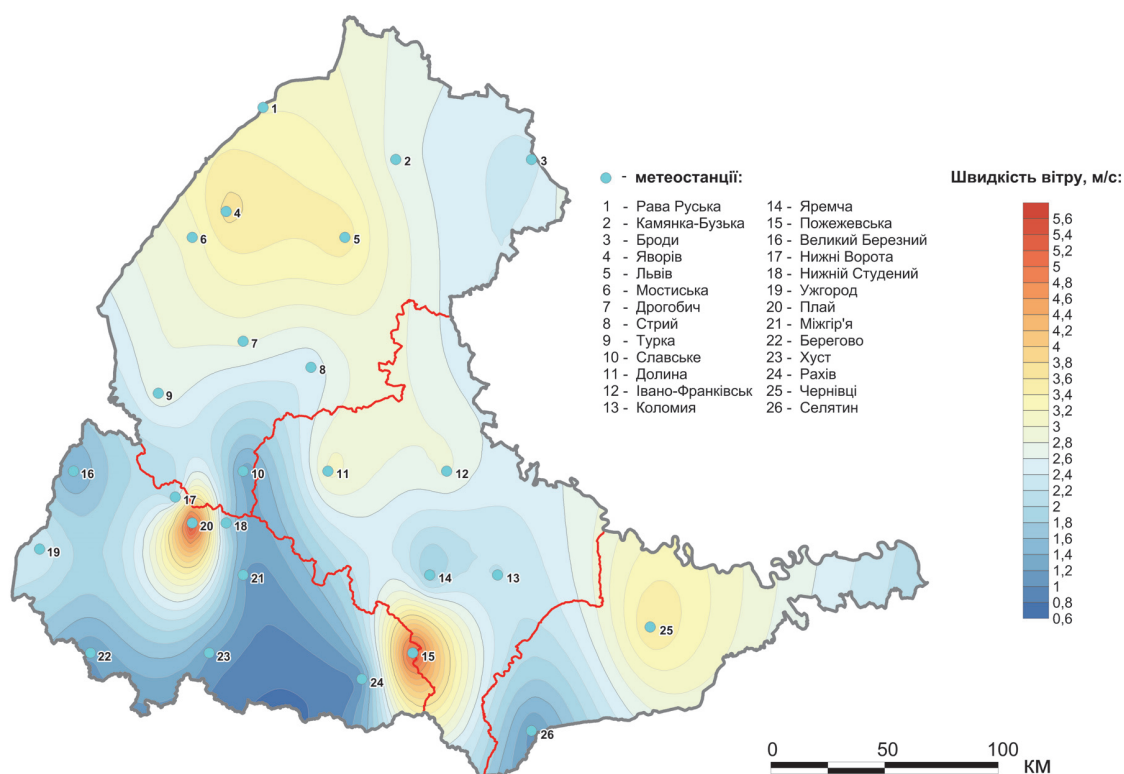 1
2
3
4
5
6
7
8
9
10
11
12
13
14
15
16
17
18
19
20
21
22
23
24
25
26
- метеостанції:
1 - Рава Руська
2 - Камянка-Бузька
3 - Броди
4 - Яворів
5 - Львів
6 - Мостиська
7 - Дрогобич
8 - Стрий
9 - Турка
10 - Славське
11 - Долина
12 - Івано-Франківськ
13 - Коломия
14 - Яремча
15 - Пожежевська
16 - Великий Березний
17 - Нижні Ворота
18 - Нижній Студений
19 - Ужгород
20 - Плай
21 - Міжгір'я
22 - Берегово
23 - Хуст
24 - Рахів
25 - Чернівці
26 - Селятин
Швидкість вітру, м/с:
5,6
5,4
5,2
5
4,8
4,6
4,4
4,2
4
3,8
3,6
3,4
3,2
3
2,8
2,6
2,4
2,2
2
1,8
1,6
1,4
1,2
1
0,8
0,6
0 50 100
км